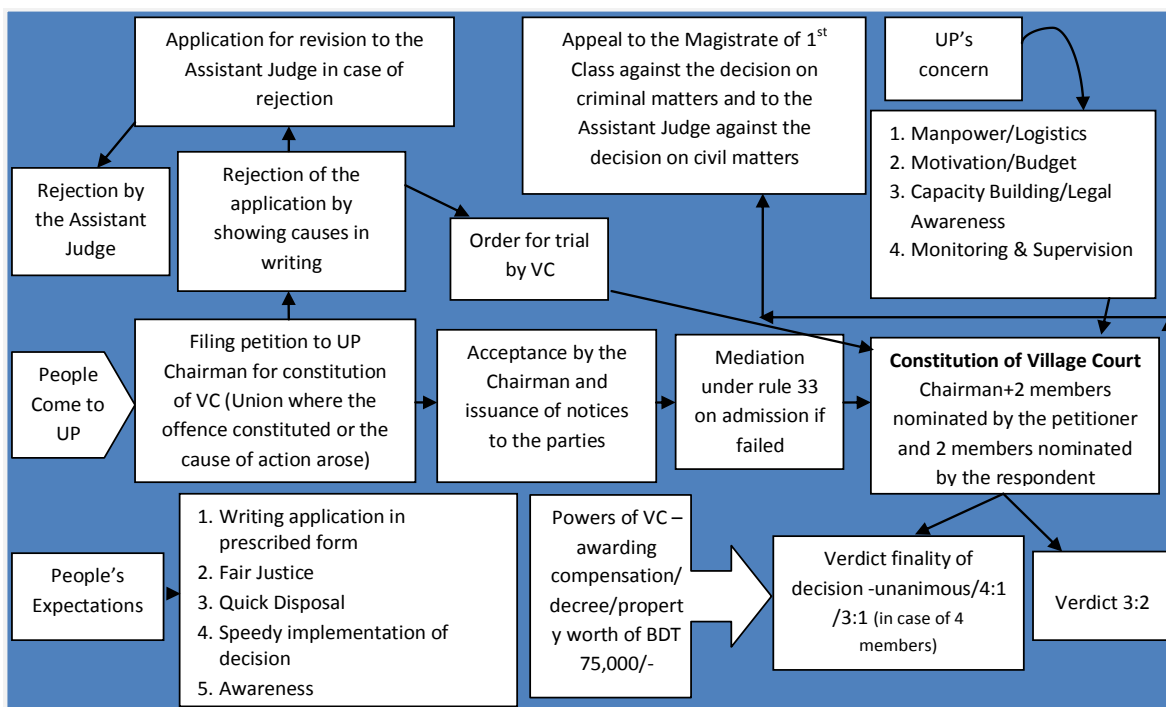 Application for revision to the
Assistant Judge in case of
rejection
Appeal to the Magistrate of 1st
Class against the decision on
criminal matters and to the
Assistant Judge against the
decision on civil matters
UP's
concern
1. Manpower/Logistics
2. Motivation/Budget
3. Capacity Building/Legal
Awareness
4. Monitoring & Supervision
Rejection by
the Assistant
Judge
Rejection of the
application by
showing causes in
writing
Order for trial
by VC
People
Come to
UP
Filing petition to UP
Chairman for constitution
of VC (Union where the
offence constituted or the
cause of action arose)
Acceptance by the
Chairman and
issuance of notices
to the parties
Mediation
under rule 33
on admission if
failed
Constitution of Village Court
Chairman+2 members
nominated by the petitioner
and 2 members nominated
by the respondent
People's
Expectations
1. Writing application in
prescribed form
2. Fair Justice
3. Quick Disposal
4. Speedy implementation of
decision
5. Awareness
Powers of VC –
awarding
compensation/
decree/propert
y worth of BDT
75,000/-
Verdict finality of
decision -unanimous/4:1
/3:1 (in case of 4
members)
Verdict 3:2